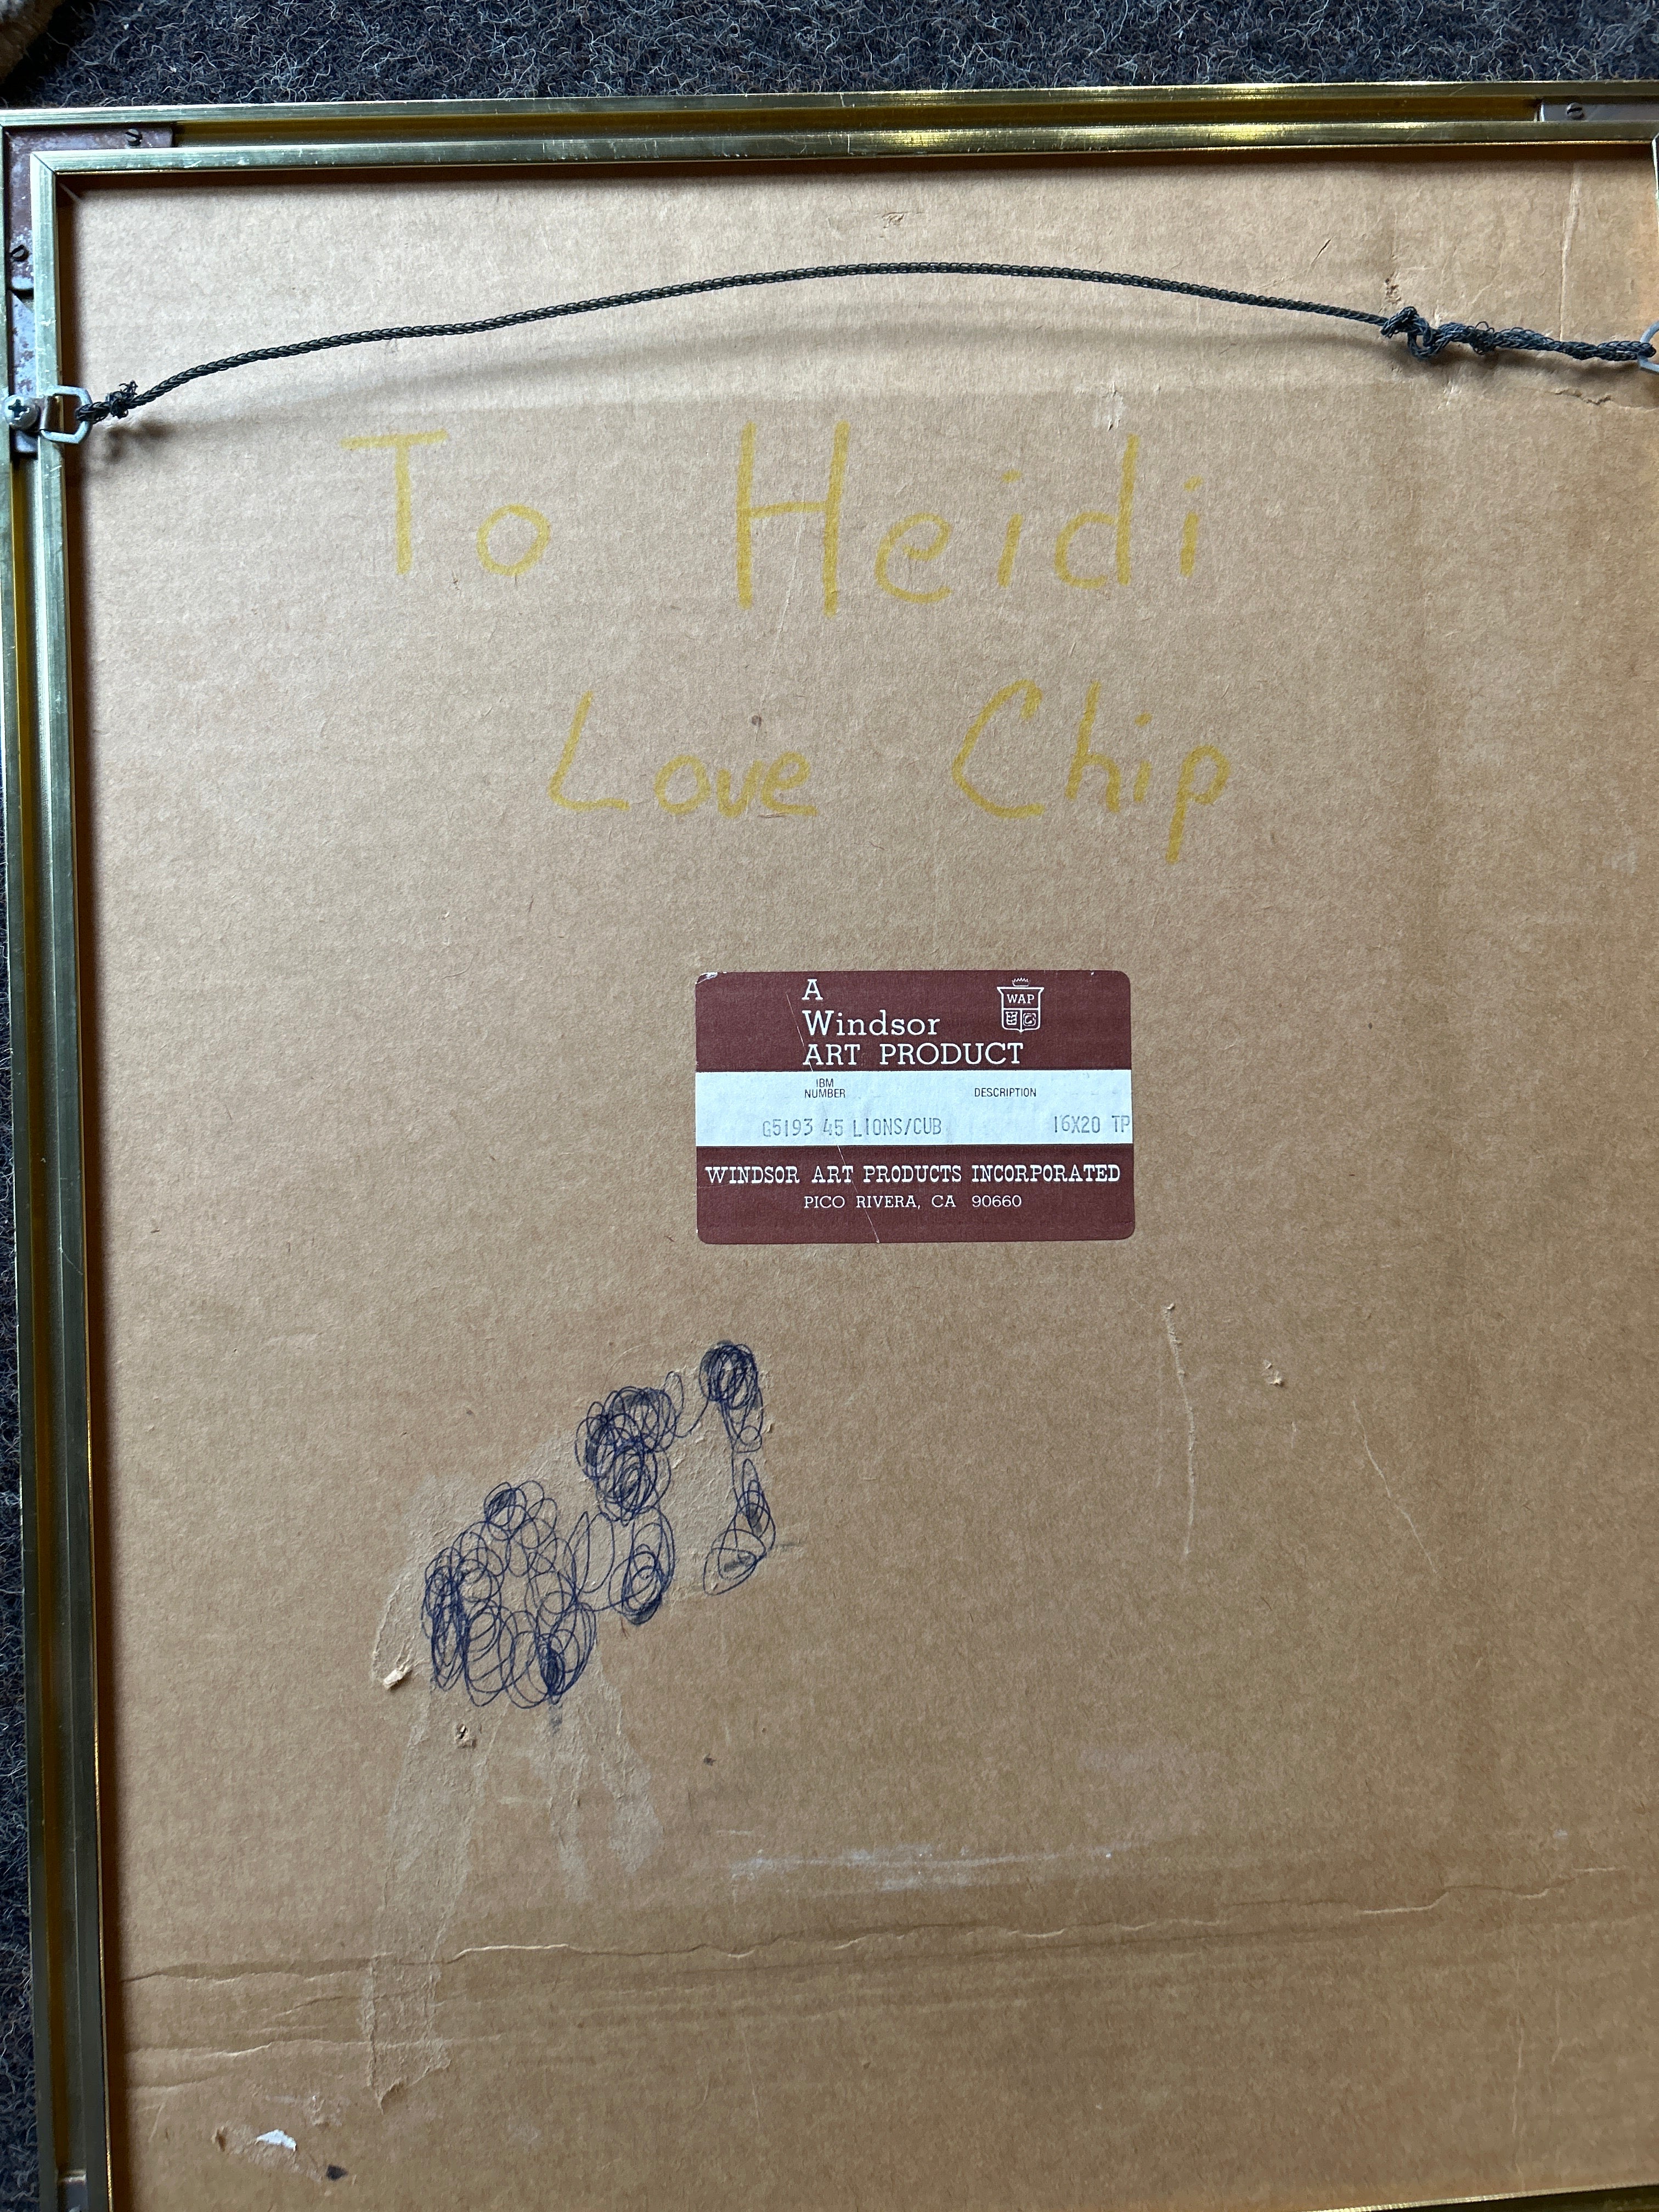 To Heidi
Love Chip
A
Windsor
ART PRODUCT
WAP
IBM
NUMBER
DESCRIPTION
G5193 45 LIONS/CUB 16X20 TP
WINDSOR ART PRODUCTS INCORPORATED
PICO RIVERA, CA 90660